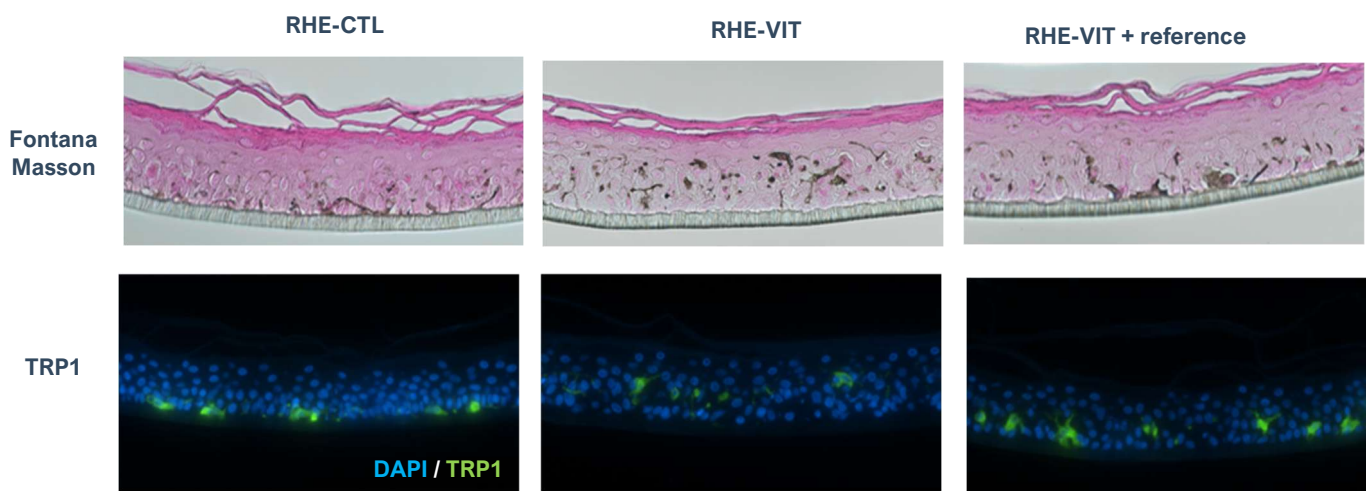 RHE-CTL
RHE-VIT
RHE-VIT + reference
Fontana
Masson
TRP1
DAPI / TRP1